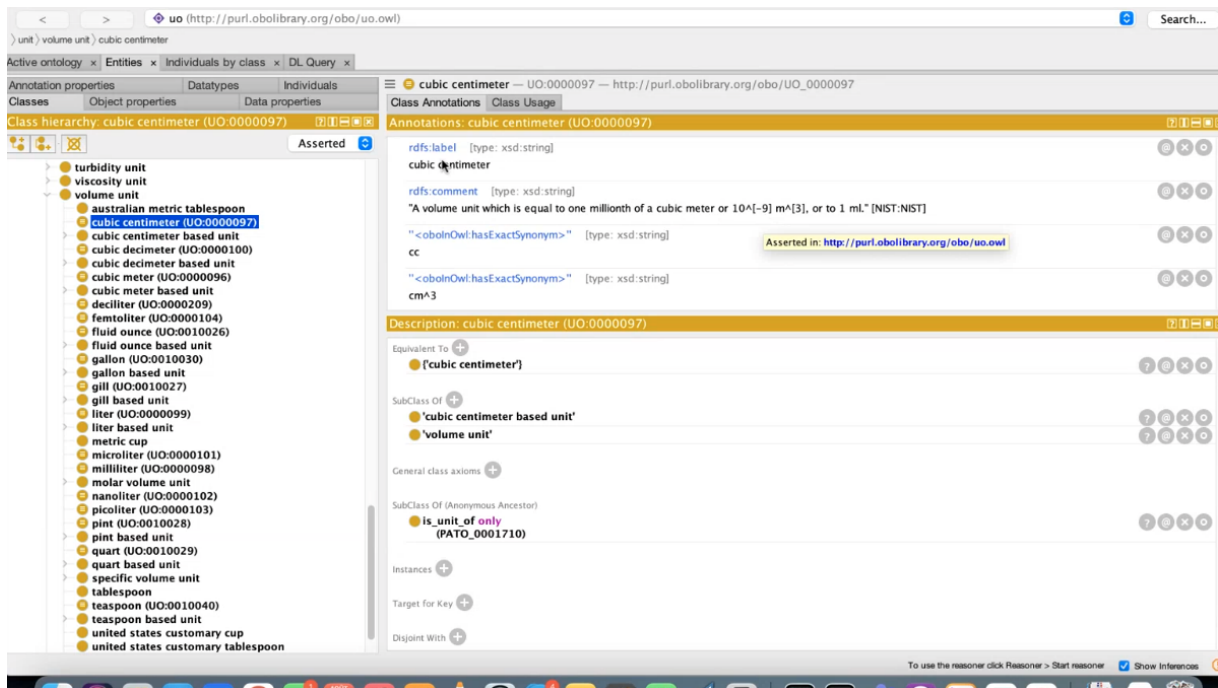 < > uo (http://purl.obolibrary.org/obo/uo.owl) Search...
unit volume unit cubic centimeter
Active ontology × Entities × Individuals by class × DL Query ×
Annotation properties Datatypes Individuals
Classes Object properties Data properties
Class hierarchy: cubic centimeter (UO:0000097)
Asserted
turbidity unit
viscosity unit
volume unit
australian metric tablespoon
cubic centimeter (UO:0000097)
cubic centimeter based unit
cubic decimeter (UO:0000100)
cubic decimeter based unit
cubic meter (UO:0000096)
cubic meter based unit
deciliter (UO:0000209)
femtoliter (UO:0000104)
fluid ounce (UO:0010026)
fluid ounce based unit
gallon (UO:0010030)
gallon based unit
gill (UO:0010027)
gill based unit
liter (UO:0000099)
liter based unit
metric cup
microliter (UO:0000101)
milliliter (UO:0000098)
molar volume unit
nanoliter (UO:0000102)
picoliter (UO:0000103)
pint (UO:0010028)
pint based unit
quart (UO:0010029)
quart based unit
specific volume unit
tablespoon
teaspoon (UO:0010040)
teaspoon based unit
united states customary cup
united states customary tablespoon
cubic centimeter — UO:0000097 — http://purl.obolibrary.org/obo/UO_0000097
Class Annotations Class Usage
Annotations: cubic centimeter (UO:0000097)
rdfs:label [type: xsd:string]
cubic centimeter
rdfs:comment [type: xsd:string]
"A volume unit which is equal to one millionth of a cubic meter or 10^[-9] m^[3], or to 1 ml." [NIST:NIST]
"<oboInOwl:hasExactSynonym>" [type: xsd:string]
Asserted in: http://purl.obolibrary.org/obo/uo.owl
cc
"<oboInOwl:hasExactSynonym>" [type: xsd:string]
cm^3
Description: cubic centimeter (UO:0000097)
Equivalent To
{'cubic centimeter'}
SubClass Of
'cubic centimeter based unit'
'volume unit'
General class axioms
SubClass Of (Anonymous Ancestor)
is_unit_of only
(PATO_0001710)
Instances
Target for Key
Disjoint With
To use the reasoner click Reasoner > Start reasoner Show Inferences